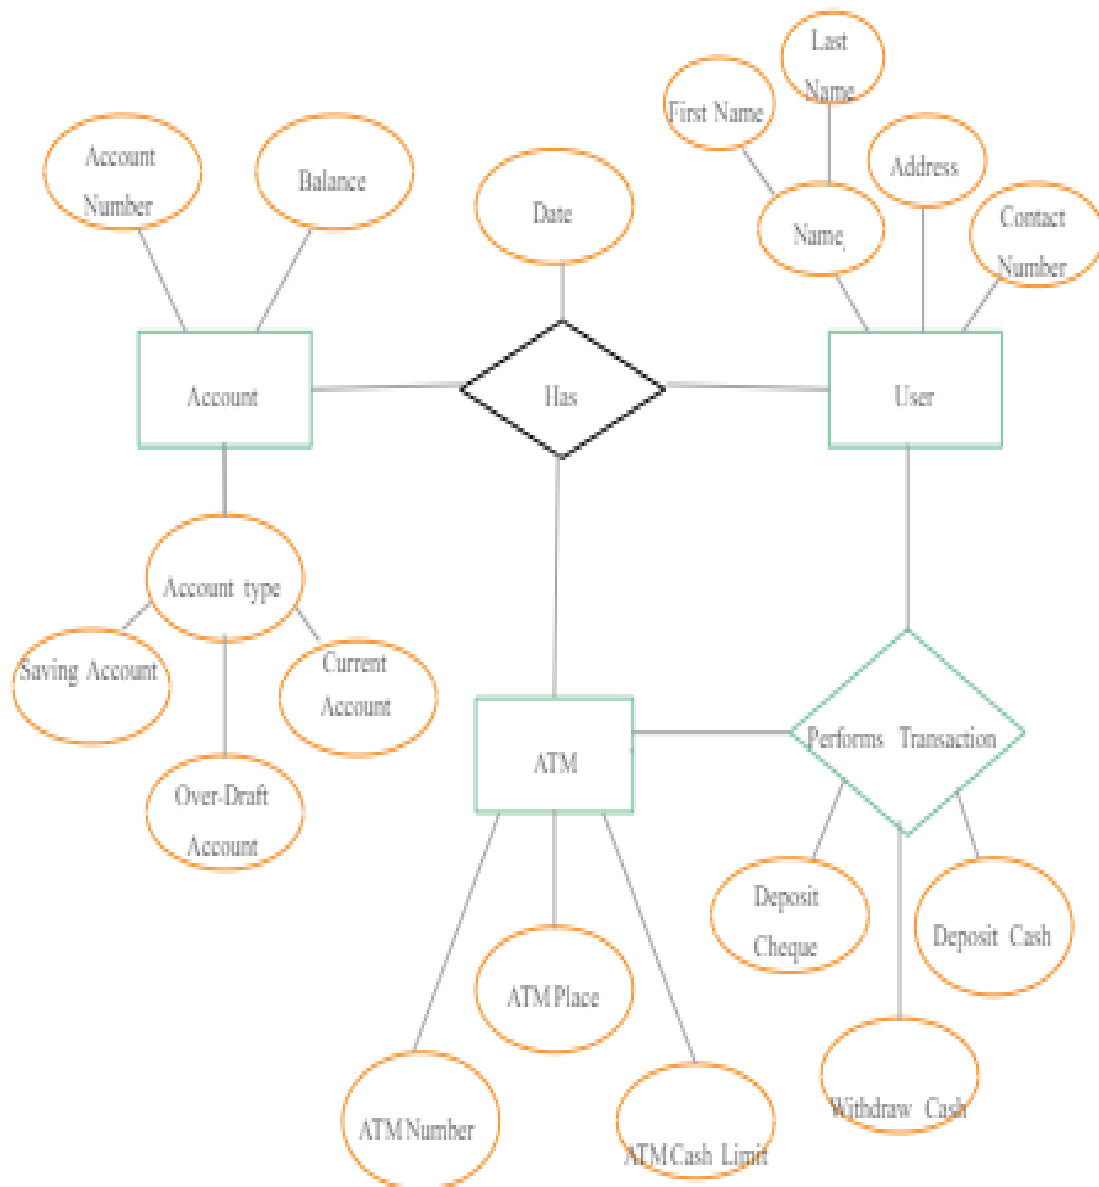 Last
Name
First Name
Address
Account
Number
Balance
Date
Name
Contact
Number
Account
Has
User
Account type
Saving Account
Current
Account
Over-Draft
Account
ATM
Performs Transaction
Deposit
Cheque
Deposit Cash
ATM Place
ATM Number
Withdraw Cash
ATM Cash Limit